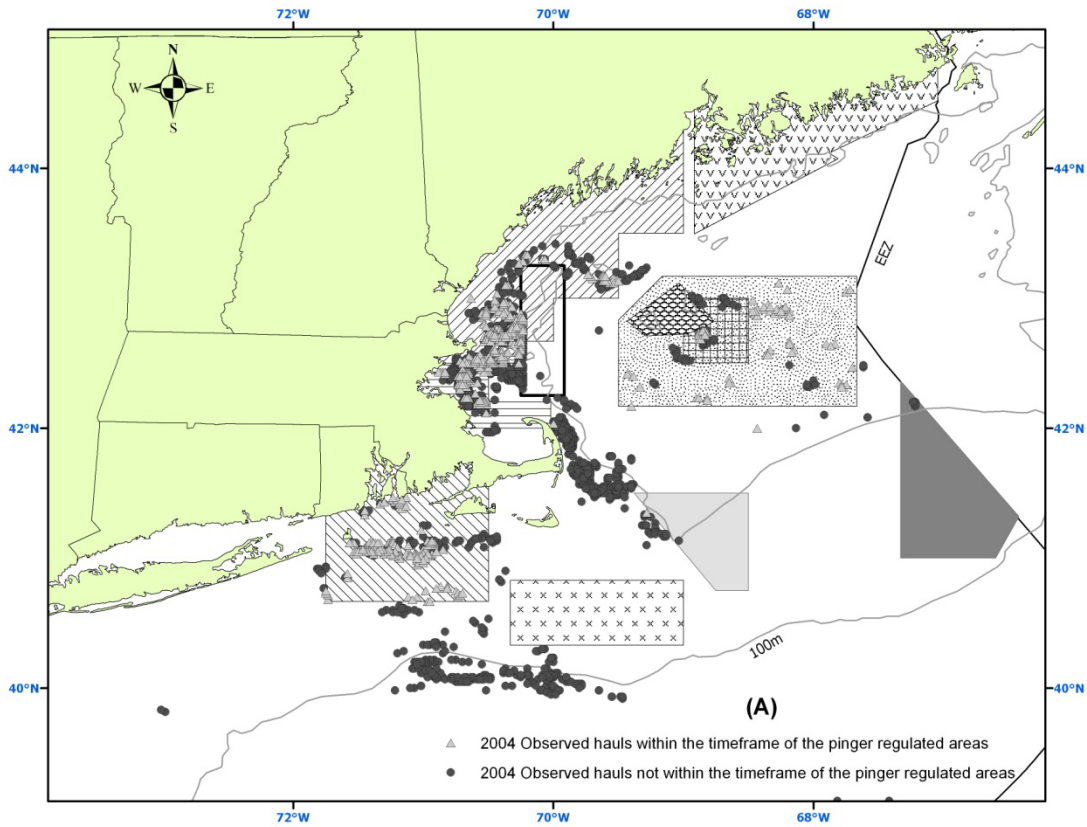 72°W 70°W 68°W
N
W E
S
44°N 44°N
EEZ
42°N 42°N
100m
40°N 40°N
(A)
2004 Observed hauls within the timeframe of the pinger regulated areas
2004 Observed hauls not within the timeframe of the pinger regulated areas
72°W 70°W 68°W